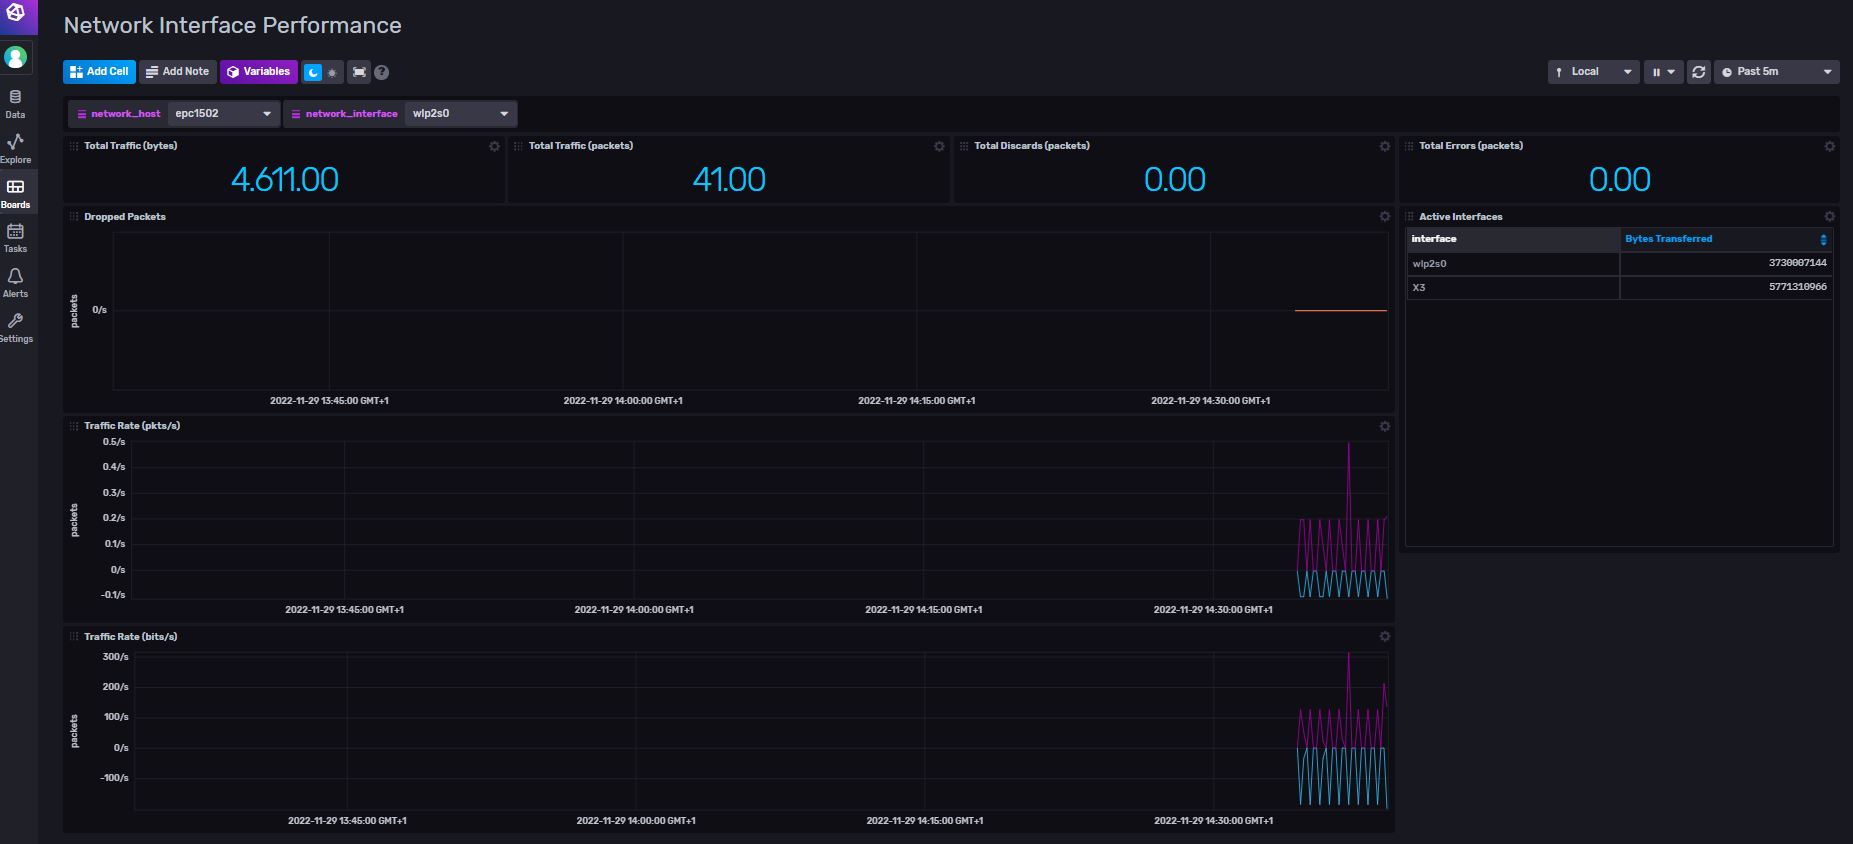 Network Interface Performance
Add Cell Add Note Variables ? Local Past 5m
network_host epc1502 network_interface wlp2s0
Data
Explore
Boards
Tasks
Alerts
Settings
Total Traffic (bytes) Total Traffic (packets) Total Discards (packets) Total Errors (packets)
4.611.00 41.00 0.00 0.00
Dropped Packets
packets
0/s
2022-11-29 13:45:00 GMT+1 2022-11-29 14:00:00 GMT+1 2022-11-29 14:15:00 GMT+1 2022-11-29 14:30:00 GMT+1
Active Interfaces
interface Bytes Transferred
wlp2s0 3730007144
X3 5771310966
Traffic Rate (pkts/s)
packets
0.5/s
0.4/s
0.3/s
0.2/s
0.1/s
0/s
-0.1/s
2022-11-29 13:45:00 GMT+1 2022-11-29 14:00:00 GMT+1 2022-11-29 14:15:00 GMT+1 2022-11-29 14:30:00 GMT+1
Traffic Rate (bits/s)
packets
300/s
200/s
100/s
0/s
-100/s
2022-11-29 13:45:00 GMT+1 2022-11-29 14:00:00 GMT+1 2022-11-29 14:15:00 GMT+1 2022-11-29 14:30:00 GMT+1